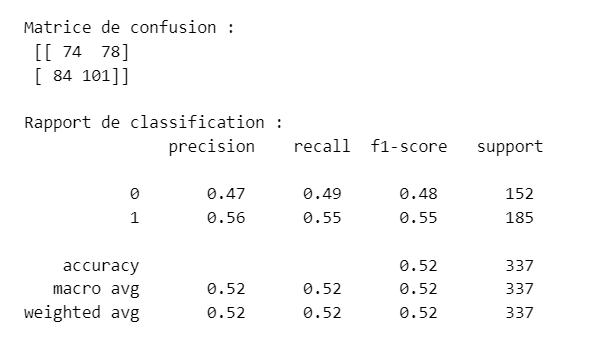 Matrice de confusion :
[[ 74 78]
[ 84 101]]
Rapport de classification :
precision recall f1-score support
0 0.47 0.49 0.48 152
1 0.56 0.55 0.55 185
accuracy 0.52 337
macro avg 0.52 0.52 0.52 337
weighted avg 0.52 0.52 0.52 337